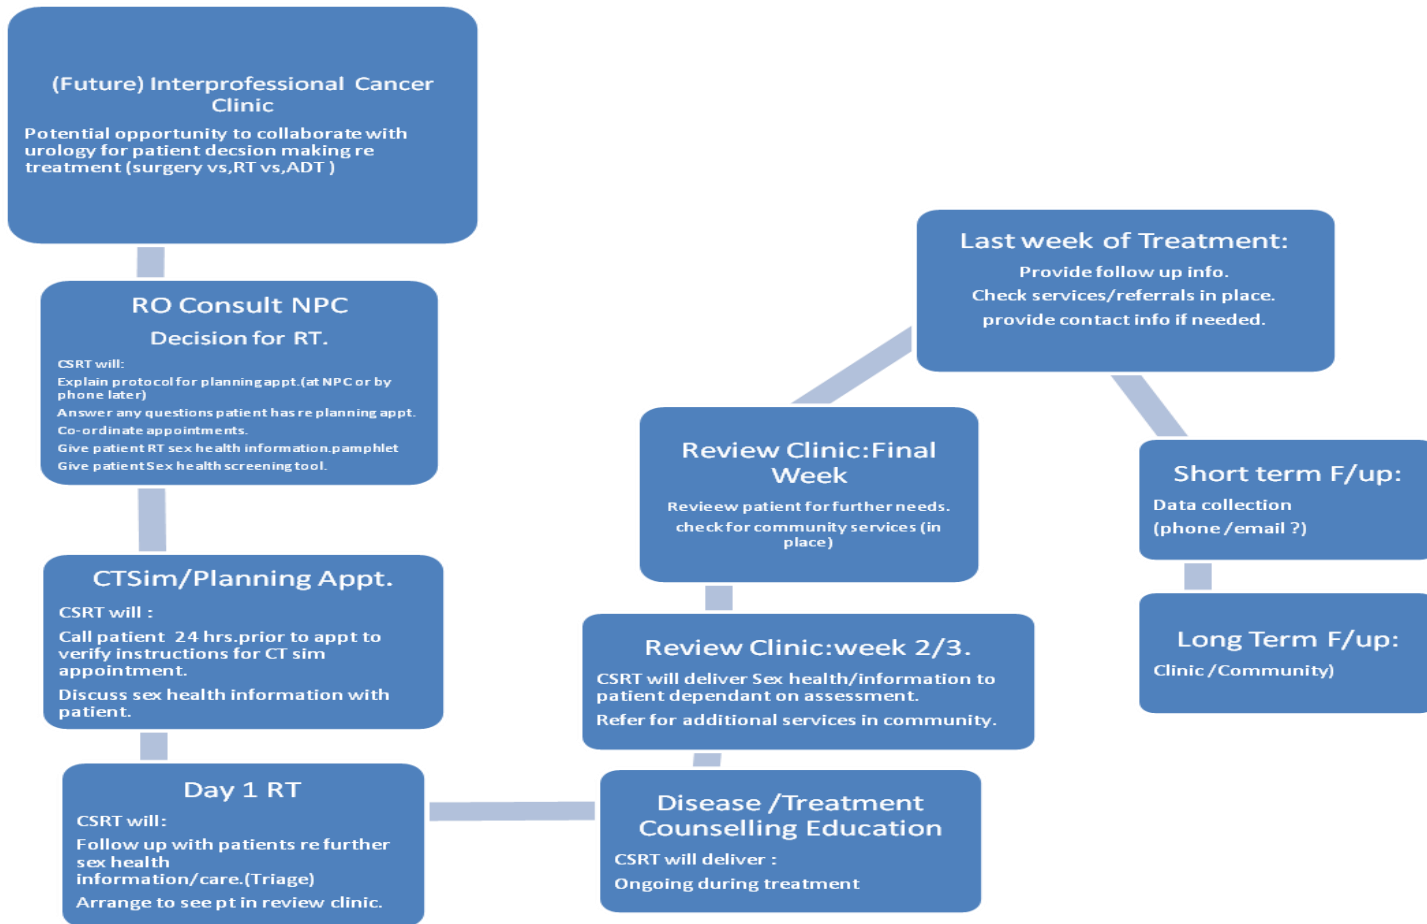 (Future) Interprofessional Cancer
Clinic
Potential opportunity to collaborate with
urology for patient decsion making re
treatment (surgery vs,RT vs,ADT )
RO Consult NPC
Decision for RT.
CSRT will:
Explain protocol for planning appt.(at NPC or by
phone later)
Answer any questions patient has re planning appt.
Co-ordinate appointments.
Give patient RT sex health information.pamphlet
Give patient Sex health screening tool.
CTSim/Planning Appt.
CSRT will :
Call patient 24 hrs.prior to appt to
verify instructions for CT sim
appointment.
Discuss sex health information with
patient.
Day 1 RT
CSRT will:
Follow up with patients re further
sex health
information/care.(Triage)
Arrange to see pt in review clinic.
Disease /Treatment
Counselling Education
CSRT will deliver :
Ongoing during treatment
Review Clinic:week 2/3.
CSRT will deliver Sex health/information to
patient dependant on assessment.
Refer for additional services in community.
Review Clinic:Final
Week
Revieew patient for further needs.
check for community services (in
place)
Last week of Treatment:
Provide follow up info.
Check services/referrals in place.
provide contact info if needed.
Short term F/up:
Data collection
(phone /email ?)
Long Term F/up:
Clinic /Community)